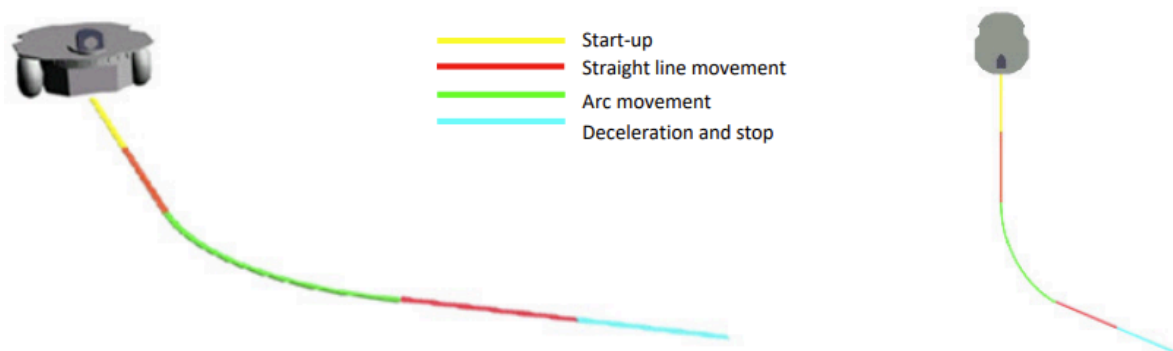 Start-up
Straight line movement
Arc movement
Deceleration and stop